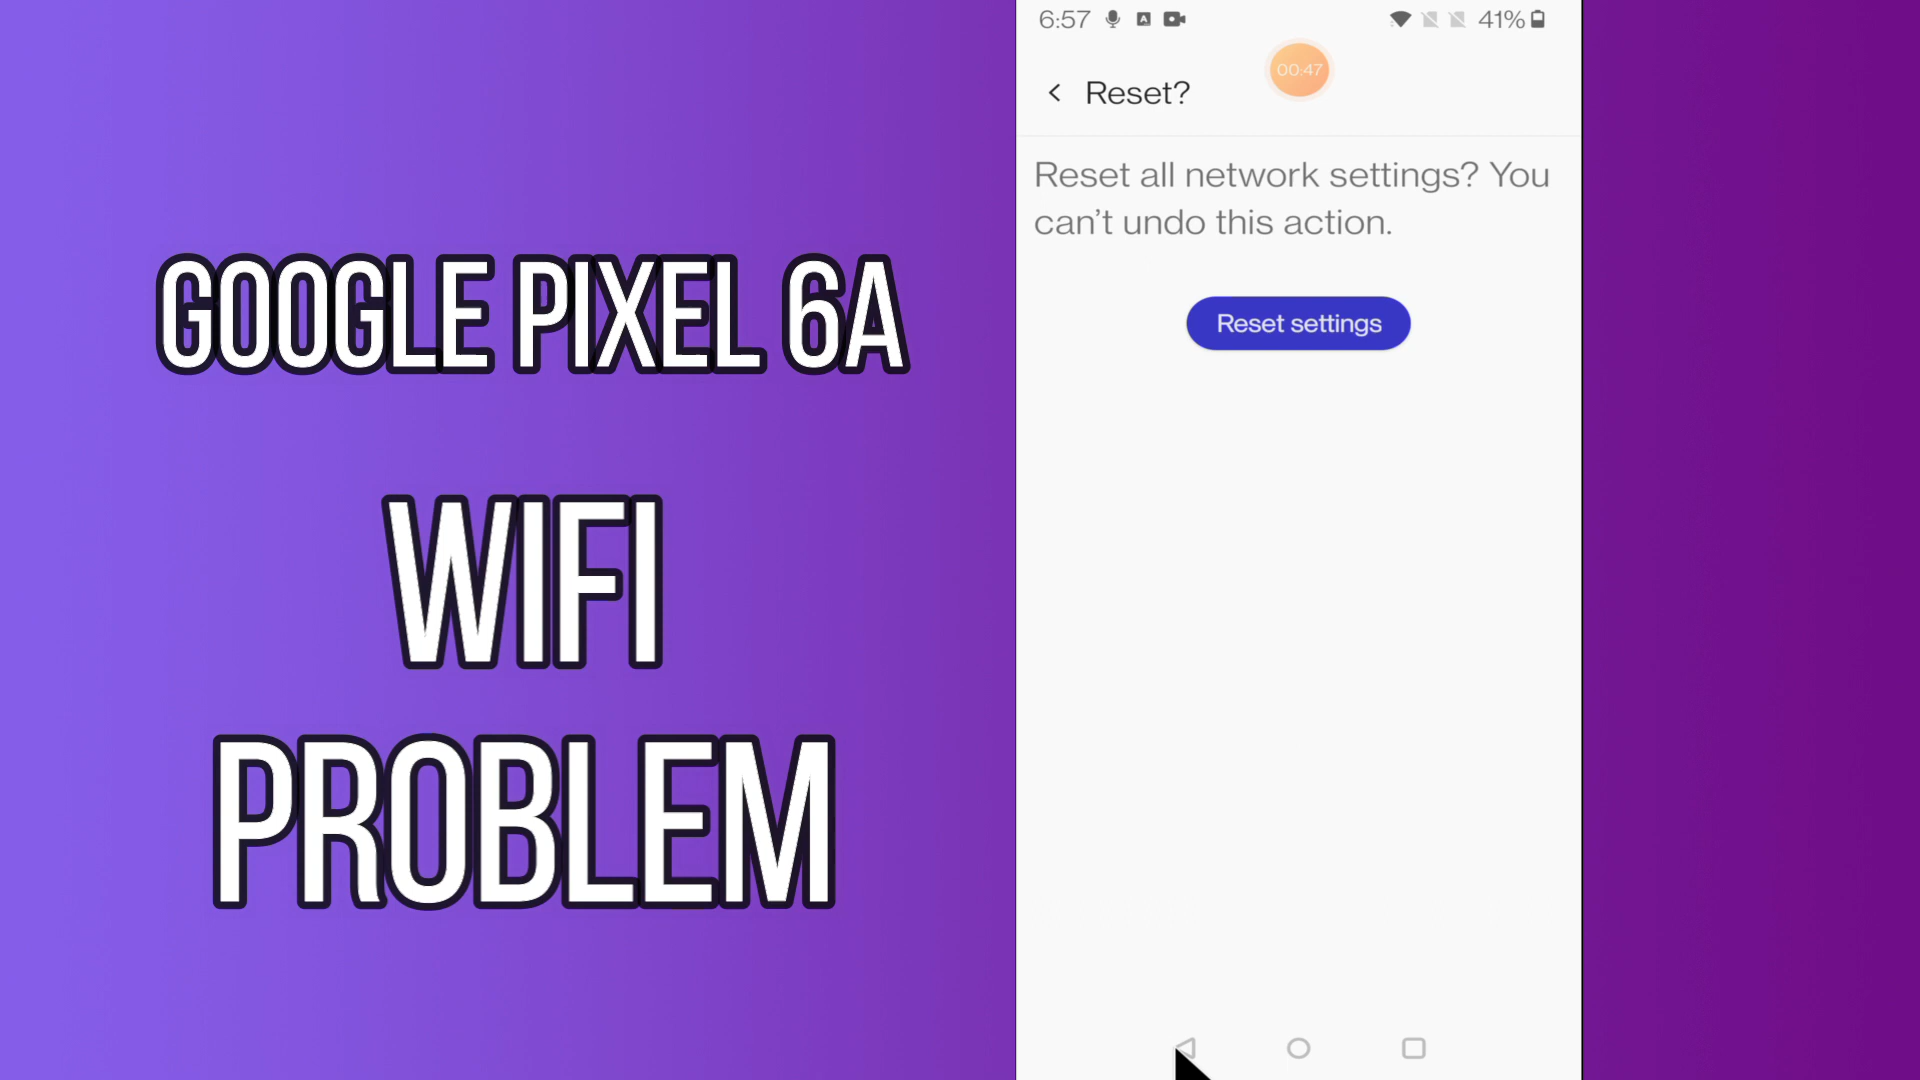 GOOGLE PIXEL 6A
WIFI
PROBLEM
6:57
A
41%
00:47
Reset?
Reset all network settings? You
can’t undo this action.
Reset settings